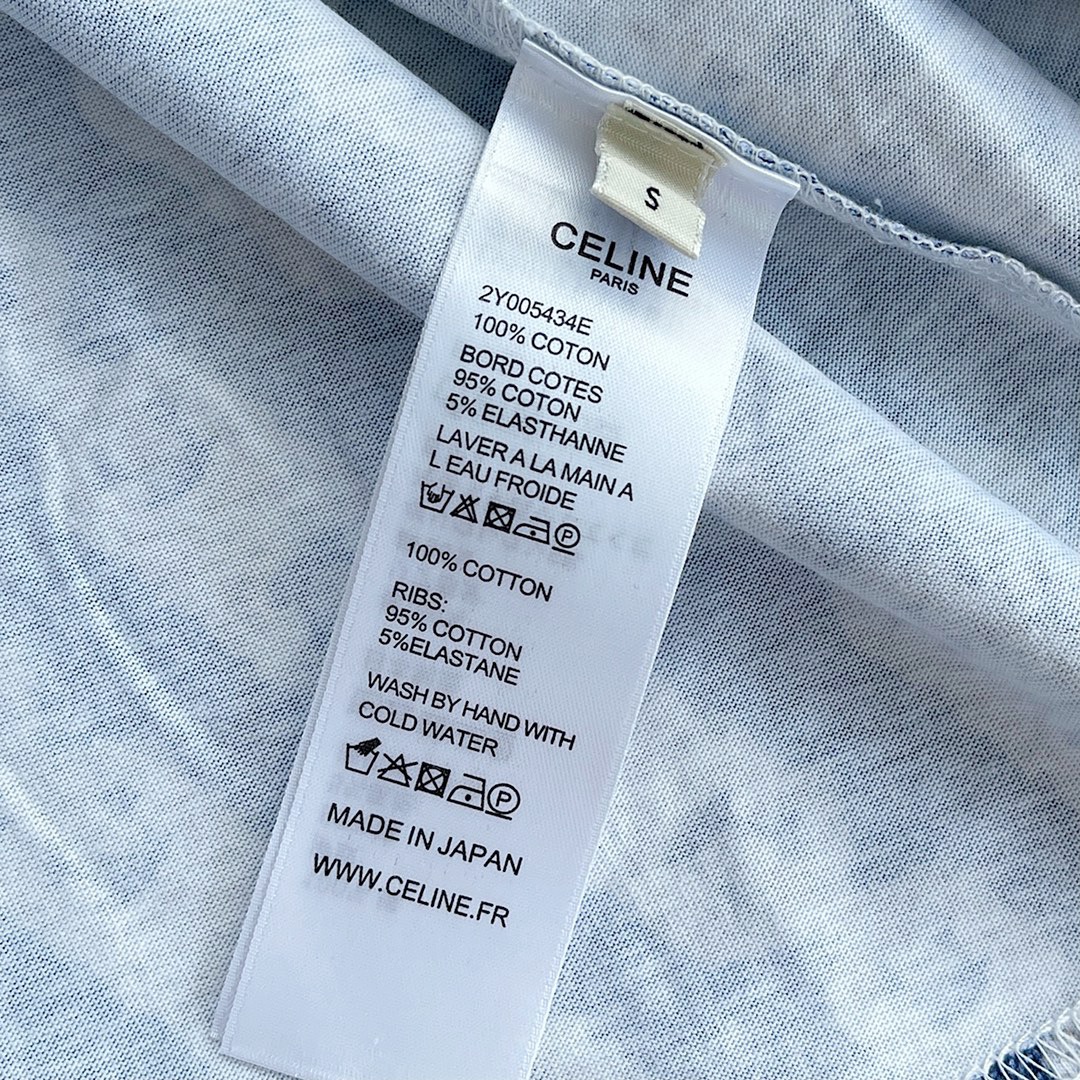 S
CELINE
PARIS
2Y005434E
100% COTON
BORD COTES
95% COTON
5% ELASTHANNE
LAVER A LA MAIN A
L EAU FROIDE
P
100% COTTON
RIBS:
95% COTTON
5%ELASTANE
WASH BY HAND WITH
COLD WATER
P
MADE IN JAPAN
WWW.CELINE.FR